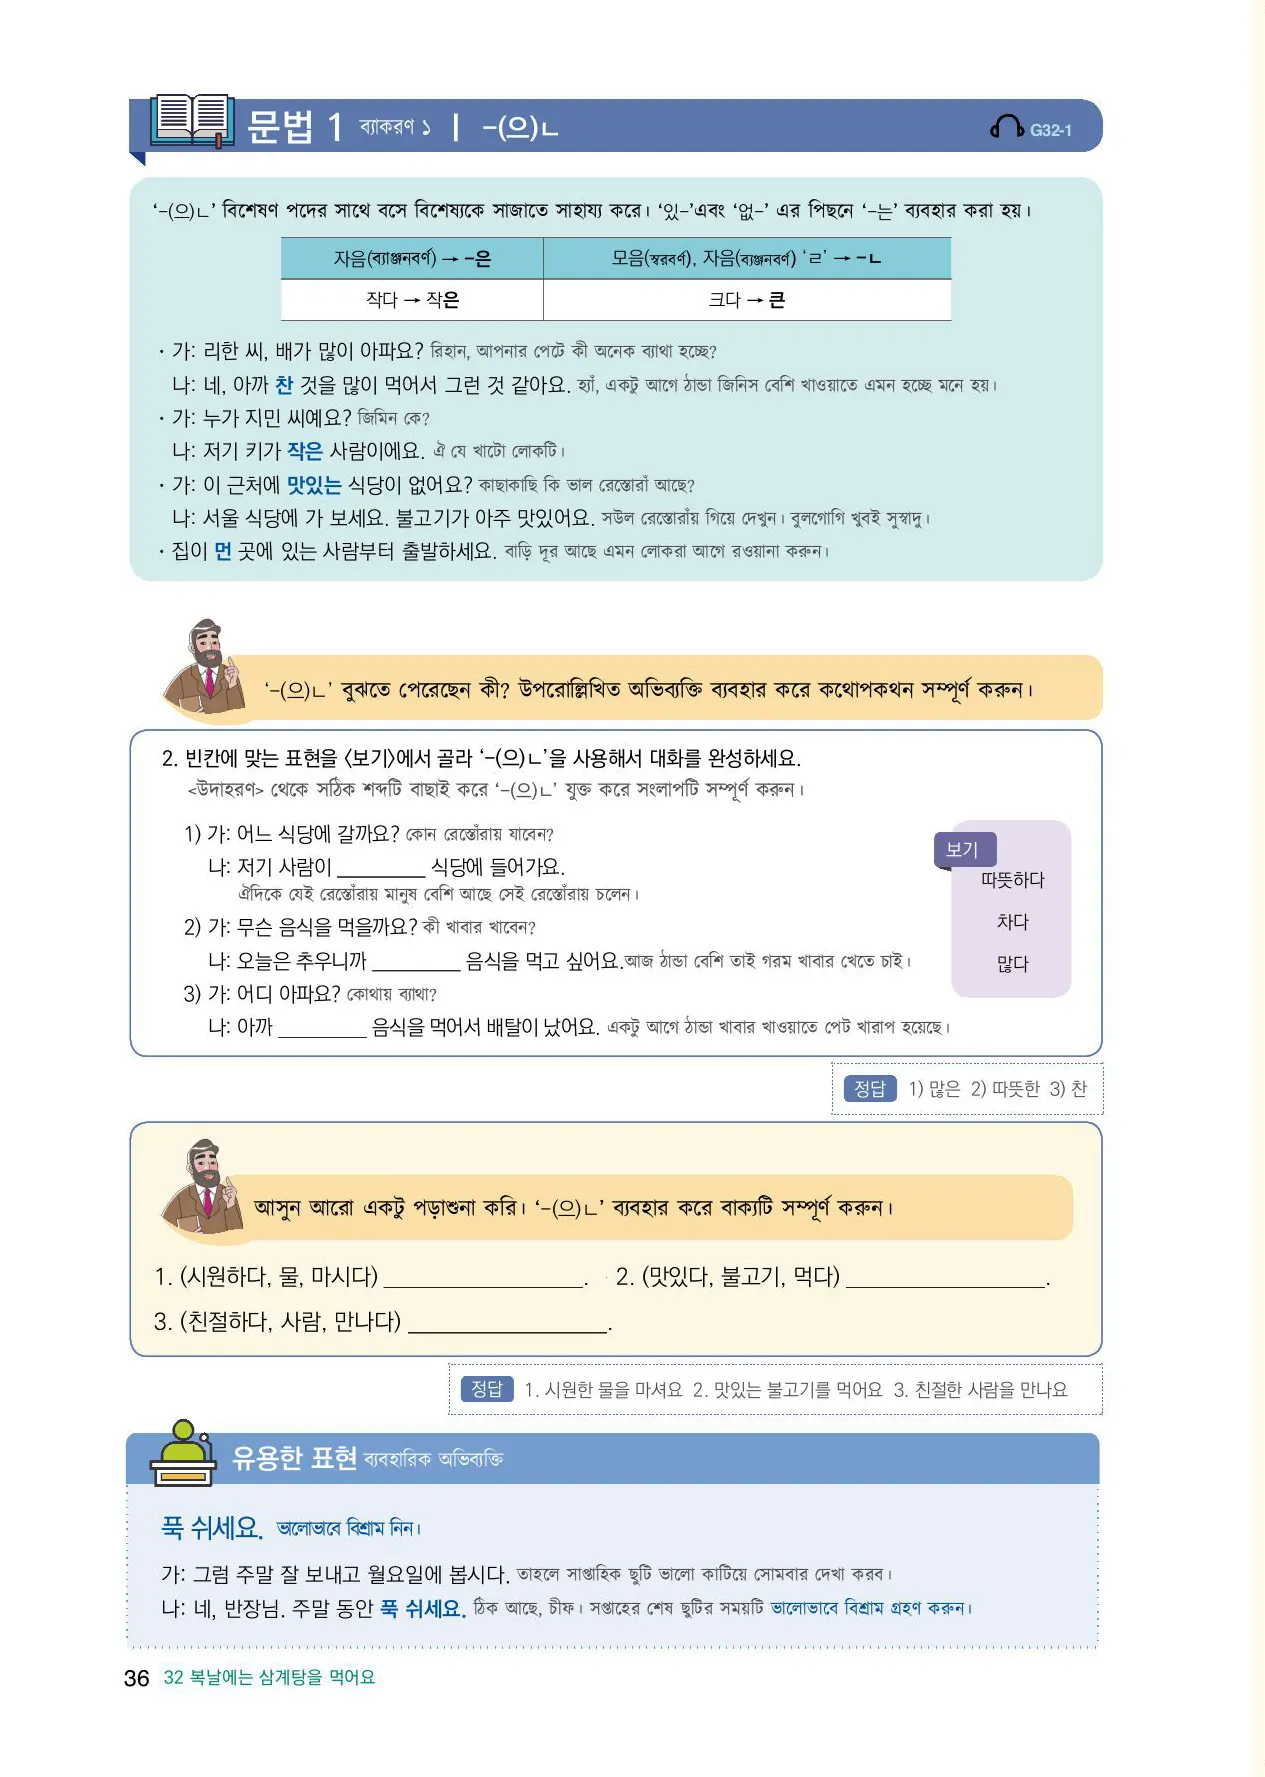 문법 1 ব্যাকরণ ১ | -(으)ㄴ
G32-1
‘-(으)ㄴ’ বিশেষণ পদের সাথে বসে বিশেষ্যকে সাজাতে সাহায্য করে। ‘있-’এবং ‘없-’ এর পিছনে ‘-는’ ব্যবহার করা হয়।
자음(ব্যাঞ্জনবর্ণ) → -은 모음(স্বরবর্ণ), 자음(ব্যঞ্জনবর্ণ) ‘ㄹ’ → -ㄴ
작다 → 작은 크다 → 큰
· 가: 리한 씨, 배가 많이 아파요? রিহান, আপনার পেটে কী অনেক ব্যাথা হচ্ছে?
나: 네, 아까 찬 것을 많이 먹어서 그런 것 같아요. হ্যাঁ, একটু আগে ঠান্ডা জিনিস বেশি খাওয়াতে এমন হচ্ছে মনে হয়।
· 가: 누가 지민 씨예요? জিমিন কে?
나: 저기 키가 작은 사람이에요. ঐ যে খাটো লোকটি।
· 가: 이 근처에 맛있는 식당이 없어요? কাছাকাছি কি ভাল রেস্তোরাঁ আছে?
나: 서울 식당에 가 보세요. 불고기가 아주 맛있어요. সউল রেস্তোরাঁয় গিয়ে দেখুন। বুলগোগি খুবই সুস্বাদু।
· 집이 먼 곳에 있는 사람부터 출발하세요. বাড়ি দূর আছে এমন লোকরা আগে রওয়ানা করুন।
‘-(으)ㄴ’ বুঝতে পেরেছেন কী? উপরোল্লিখিত অভিব্যক্তি ব্যবহার করে কথোপকথন সম্পূর্ণ করুন।
2. 빈칸에 맞는 표현을 〈보기〉에서 골라 ‘-(으)ㄴ’을 사용해서 대화를 완성하세요.
<উদাহরণ> থেকে সঠিক শব্দটি বাছাই করে ‘-(으)ㄴ’ যুক্ত করে সংলাপটি সম্পূর্ণ করুন।
1) 가: 어느 식당에 갈까요? কোন রেস্তোঁরায় যাবেন?
나: 저기 사람이 ________ 식당에 들어가요.
ঐদিকে যেই রেস্তোঁরায় মানুষ বেশি আছে সেই রেস্তোঁরায় চলেন।
2) 가: 무슨 음식을 먹을까요? কী খাবার খাবেন?
나: 오늘은 추우니까 ________ 음식을 먹고 싶어요.আজ ঠান্ডা বেশি তাই গরম খাবার খেতে চাই।
3) 가: 어디 아파요? কোথায় ব্যাথা?
나: 아까 ________ 음식을 먹어서 배탈이 났어요. একটু আগে ঠান্ডা খাবার খাওয়াতে পেট খারাপ হয়েছে।
보기
따뜻하다
차다
많다
정답 1) 많은 2) 따뜻한 3) 찬
আসুন আরো একটু পড়াশুনা করি। ‘-(으)ㄴ’ ব্যবহার করে বাক্যটি সম্পূর্ণ করুন।
1. (시원하다, 물, 마시다) __________________. 2. (맛있다, 불고기, 먹다) __________________.
3. (친절하다, 사람, 만나다) __________________.
정답 1. 시원한 물을 마셔요 2. 맛있는 불고기를 먹어요 3. 친절한 사람을 만나요
유용한 표현 ব্যবহারিক অভিব্যক্তি
푹 쉬세요. ভালোভাবে বিশ্রাম নিন।
가: 그럼 주말 잘 보내고 월요일에 봅시다. তাহলে সাপ্তাহিক ছুটি ভালো কাটিয়ে সোমবার দেখা করব।
나: 네, 반장님. 주말 동안 푹 쉬세요. ঠিক আছে, চীফ। সপ্তাহের শেষ ছুটির সময়টি ভালোভাবে বিশ্রাম গ্রহণ করুন।
36 32 복날에는 삼계탕을 먹어요